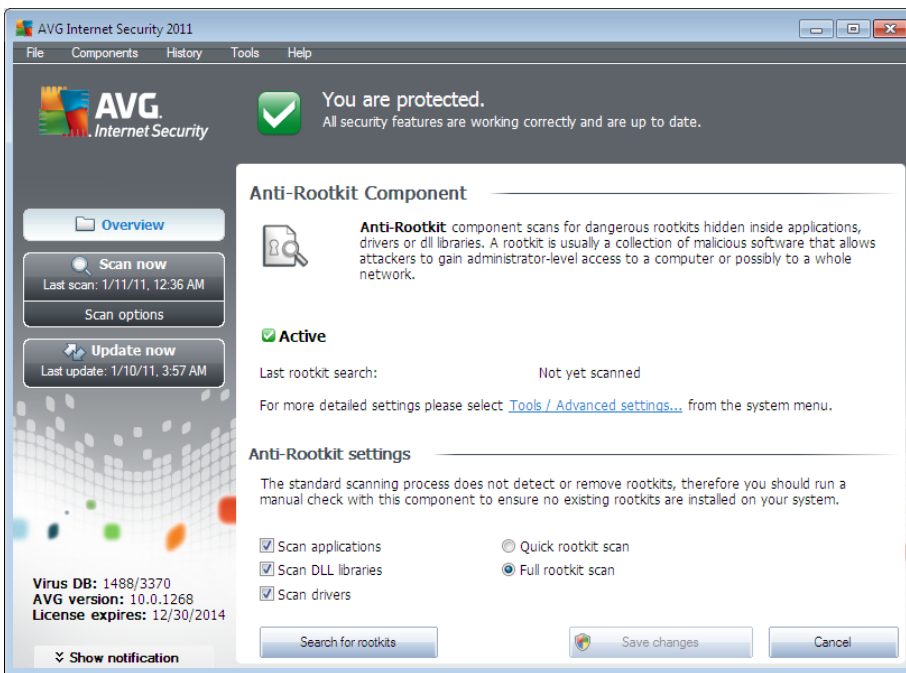 AVG Internet Security 2011
File Components History Tools Help
AVG.
Internet Security
You are protected.
All security features are working correctly and are up to date.
Overview
Scan now
Last scan: 1/11/11, 12:36 AM
Scan options
Update now
Last update: 1/10/11, 3:57 AM
Virus DB: 1488/3370
AVG version: 10.0.1268
License expires: 12/30/2014
Show notification
Anti-Rootkit Component
Anti-Rootkit component scans for dangerous rootkits hidden inside applications,
drivers or dll libraries. A rootkit is usually a collection of malicious software that allows
attackers to gain administrator-level access to a computer or possibly to a whole
network.
Active
Last rootkit search: Not yet scanned
For more detailed settings please select Tools / Advanced settings... from the system menu.
Anti-Rootkit settings
The standard scanning process does not detect or remove rootkits, therefore you should run a
manual check with this component to ensure no existing rootkits are installed on your system.
Scan applications Quick rootkit scan
Scan DLL libraries Full rootkit scan
Scan drivers
Search for rootkits Save changes Cancel